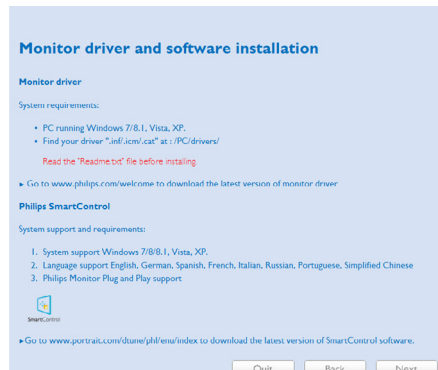 Monitor driver and software installation
Monitor driver
System requirements:
• PC running Windows 7/8.1, Vista, XP.
• Find your driver ".inf/.icm/.cat" at : /PC/drivers/
Read the "Readme.txt" file before installing.
▸ Go to www.philips.com/welcome to download the latest version of monitor driver
Philips SmartControl
System support and requirements:
1. System support Windows 7/8/8.1, Vista, XP.
2. Language support English, German, Spanish, French, Italian, Russian, Portuguese, Simplified Chinese
3. Philips Monitor Plug and Play support
SmartControl
▸Go to www.portrait.com/dtune/phl/enu/index to download the latest version of SmartControl software.
Quit Back Next